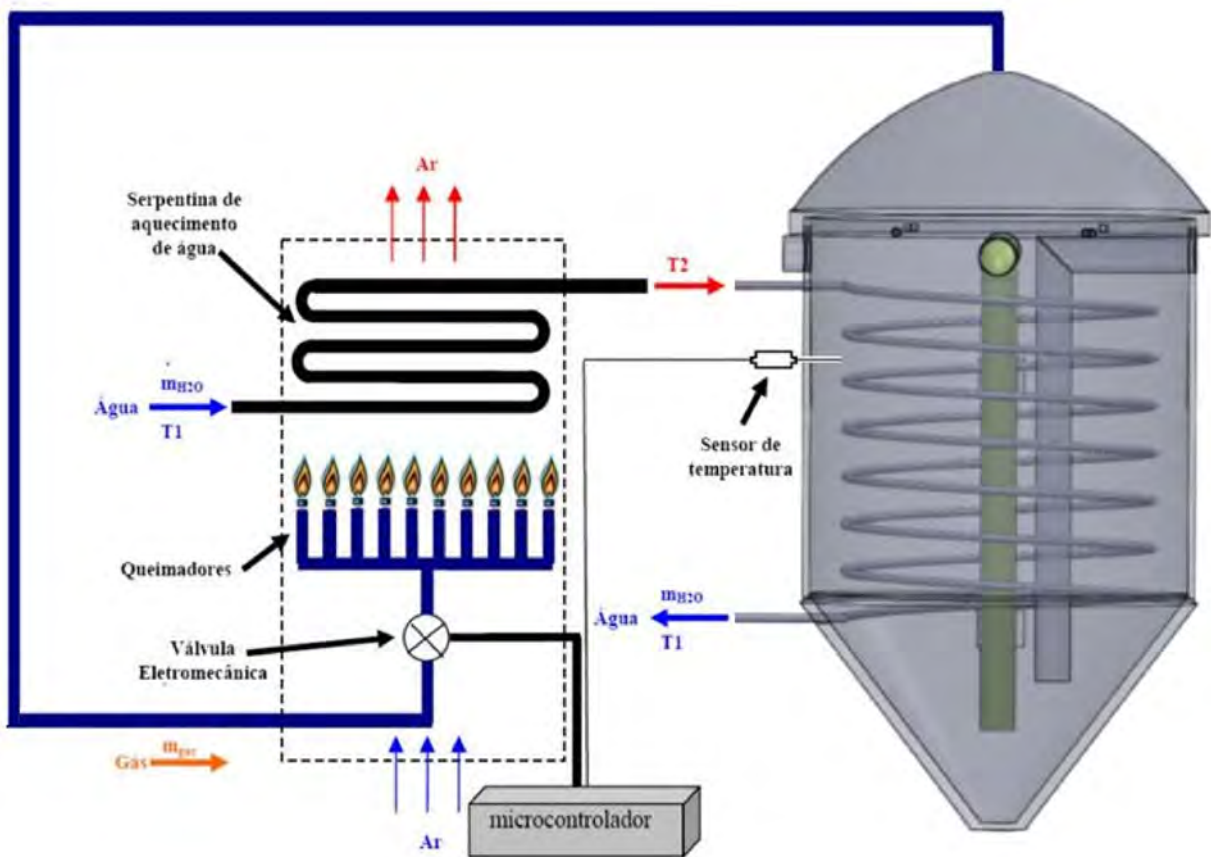 Ar
Serpentina de
aquecimento
de água
T2
mH2O
Água
T1
Sensor de
temperatura
Queimadores
mH2O
Água
T1
Válvula
Eletromecânica
mgas
Gás
microcontrolador
Ar